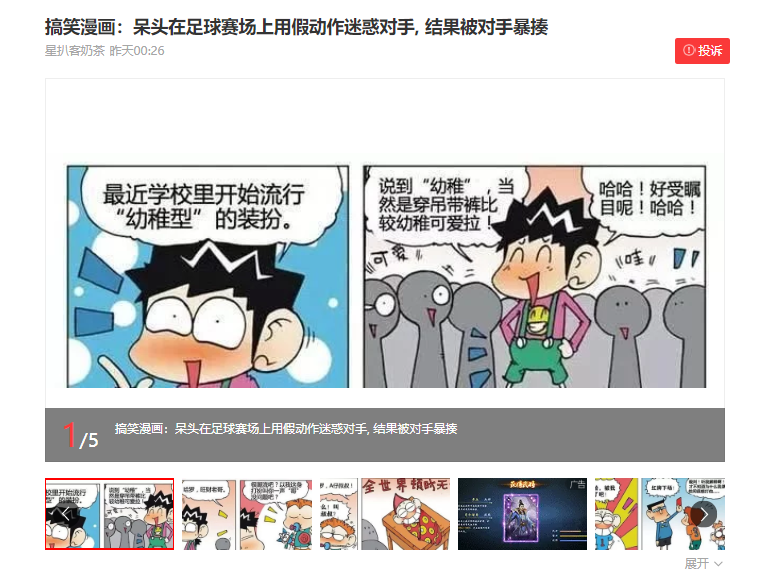 搞笑漫画：呆头在足球赛场上用假动作迷惑对手, 结果被对手暴揍
星扒客奶茶 昨天00:26
投诉
最近学校里开始流行
“幼稚型”的装扮。
说到“幼稚”，当
然是穿吊带裤比
较幼稚可爱啦！
哈哈！好受瞩
目呢！哈哈！
可爱
哇
1/5
搞笑漫画：呆头在足球赛场上用假动作迷惑对手, 结果被对手暴揍
全世界
广告
展开